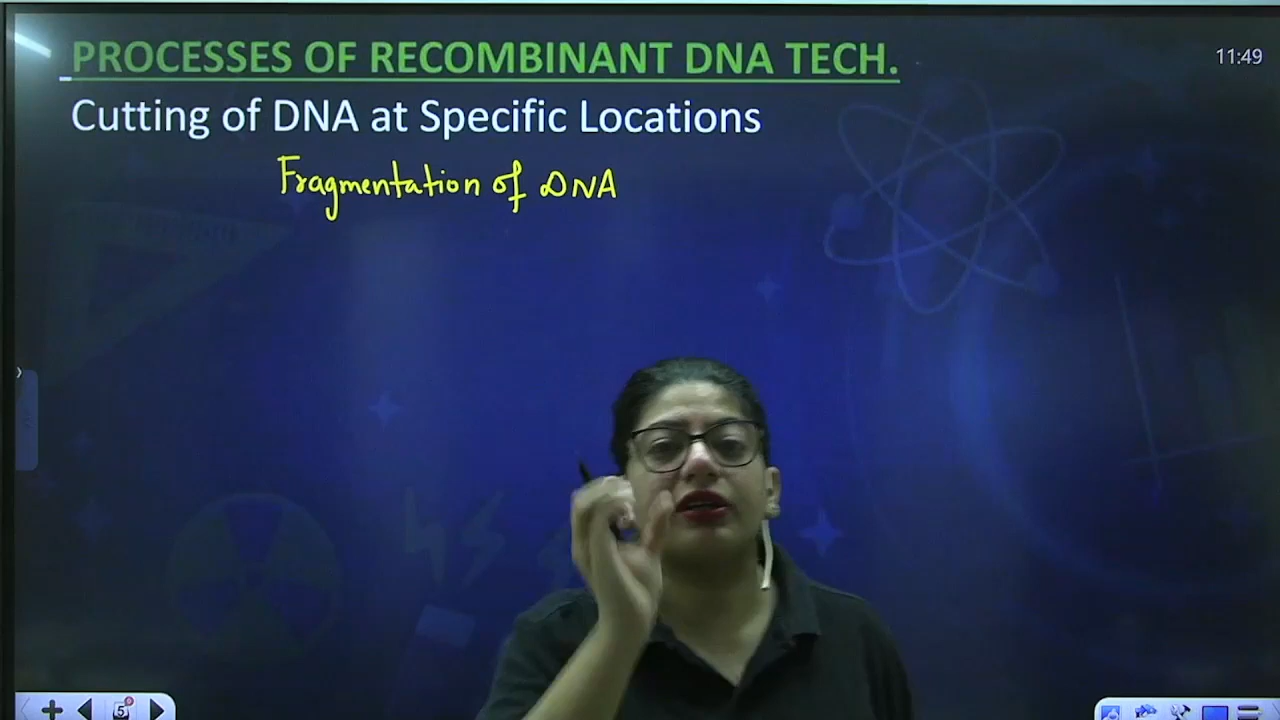 PROCESSES OF RECOMBINANT DNA TECH.
11:49
Cutting of DNA at Specific Locations
Fragmentation of DNA
5